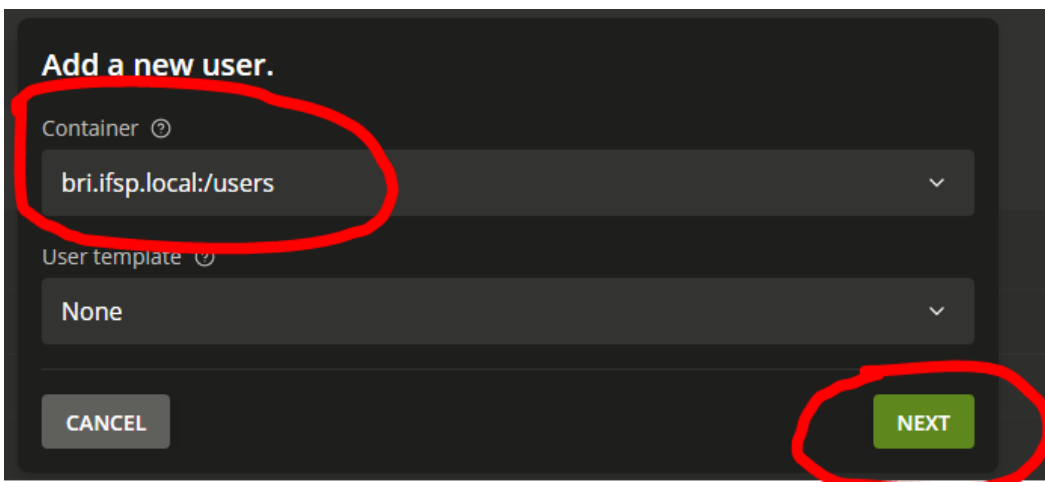 Add a new user.
Container
bri.ifsp.local:/users
User template
None
CANCEL
NEXT